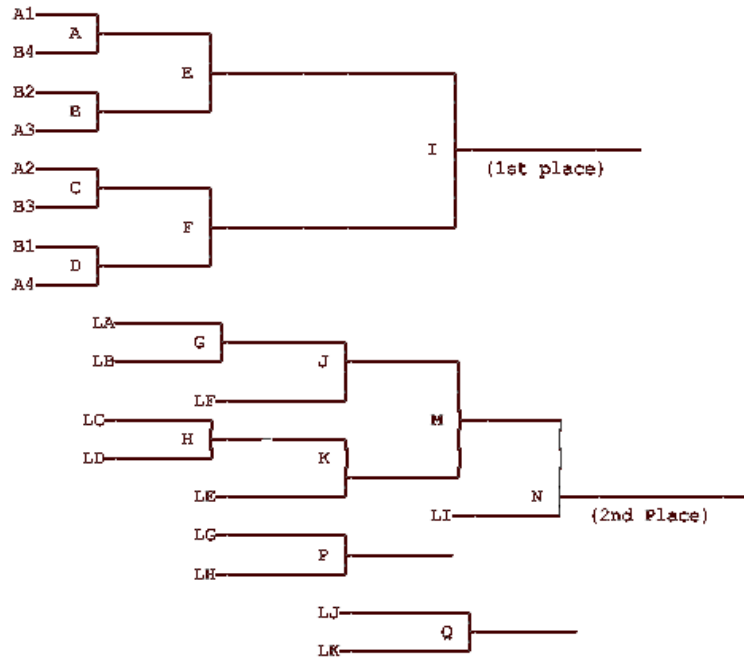 A1
A
B4
E
B2
B
A3
I
(1st place)
A2
C
B3
F
B1
D
A4
LA
G
LB
J
LF
LC
M
H
LD
K
LE
N
LI
(2nd Place)
LG
P
LH
LJ
Q
LK